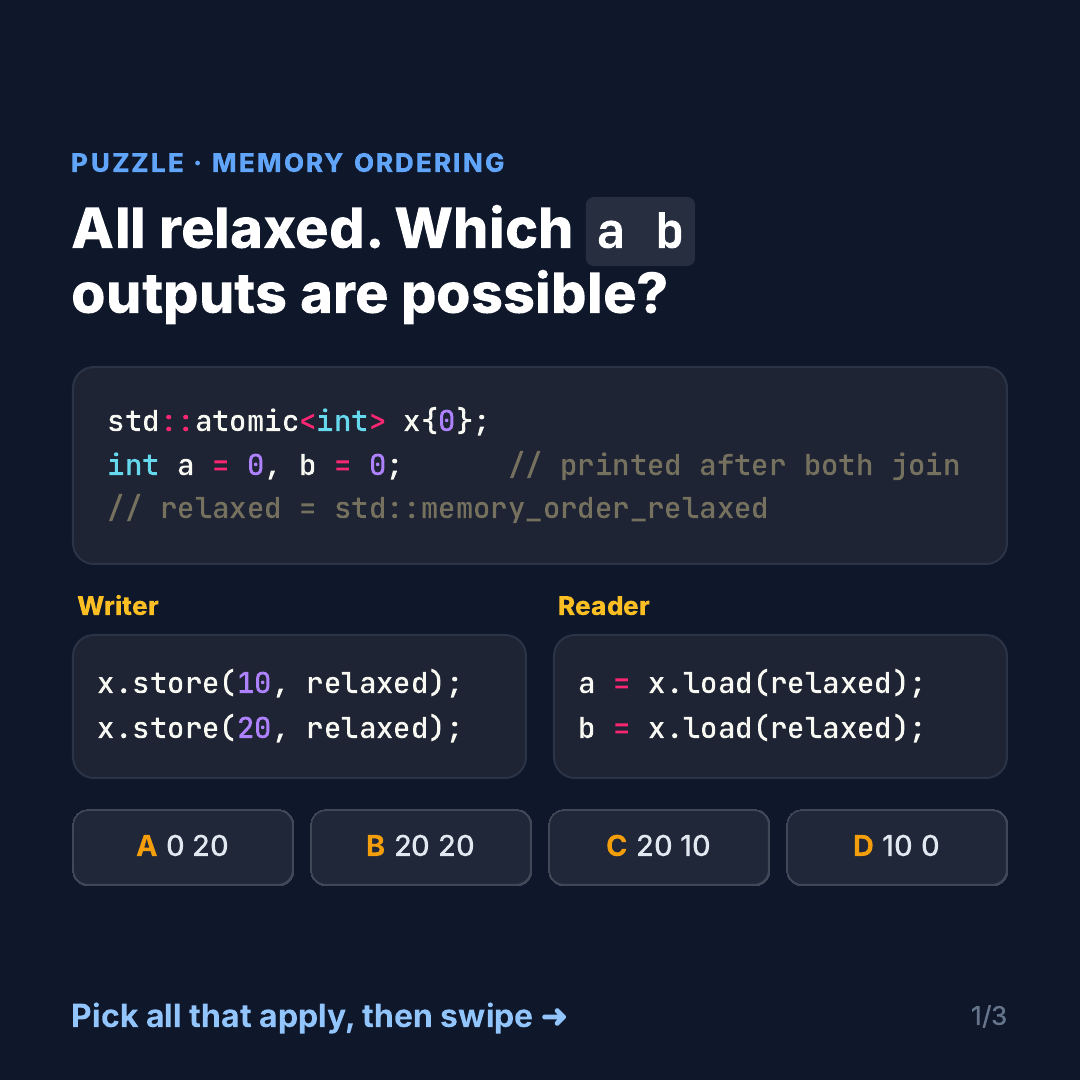 PUZZLE · MEMORY ORDERING
All relaxed. Which a b
outputs are possible?
std::atomic<int> x{0};
int a = 0, b = 0;      // printed after both join
// relaxed = std::memory_order_relaxed
Writer
x.store(10, relaxed);
x.store(20, relaxed);
Reader
a = x.load(relaxed);
b = x.load(relaxed);
A 0 20
B 20 20
C 20 10
D 10 0
Pick all that apply, then swipe ➜
1/3